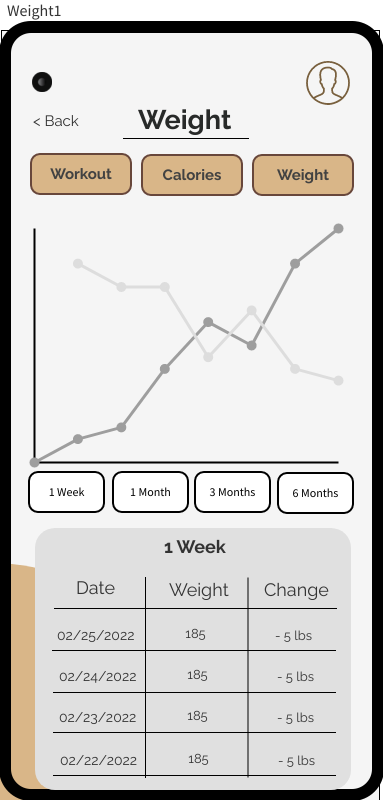 Weight1
< Back
Weight
Workout Calories Weight
1 Week 1 Month 3 Months 6 Months
1 Week
Date Weight Change
02/25/2022 185 - 5 lbs
02/24/2022 185 - 5 lbs
02/23/2022 185 - 5 lbs
02/22/2022 185 - 5 lbs